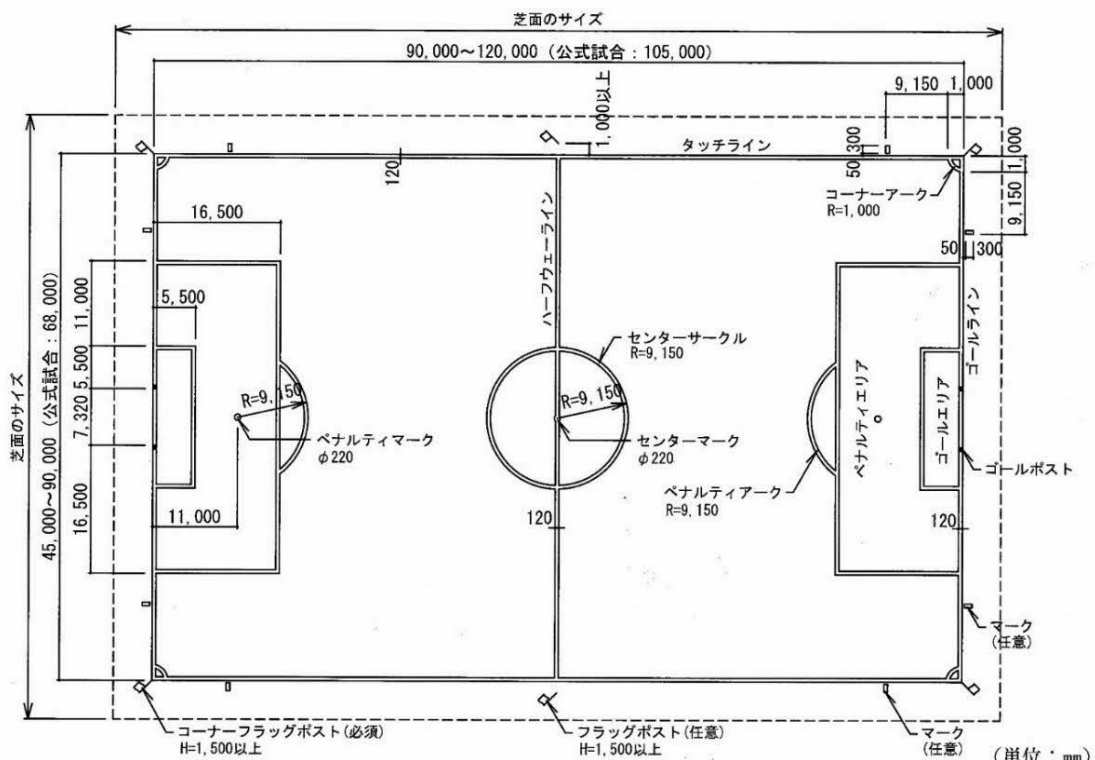 芝面のサイズ
90,000～120,000（公式試合：105,000）
9,150
1,000
1,000以上
タッチライン
300
50
1,000
9,150
120
コーナーアーク
R=1,000
16,500
50
300
ハーフウェーライン
ゴールライン
芝面のサイズ
45,000～90,000（公式試合：68,000）
11,000
5,500
5,500
7,320
16,500
センターサークル
R=9,150
R=9,150
R=9,150
ペナルティマーク
φ220
センターマーク
φ220
ペナルティエリア
ゴールエリア
ゴールポスト
ペナルティアーク
R=9,150
11,000
120
120
マーク
(任意)
コーナーフラッグポスト(必須)
H=1,500以上
フラッグポスト(任意)
H=1,500以上
マーク
(任意)
(単位：mm)